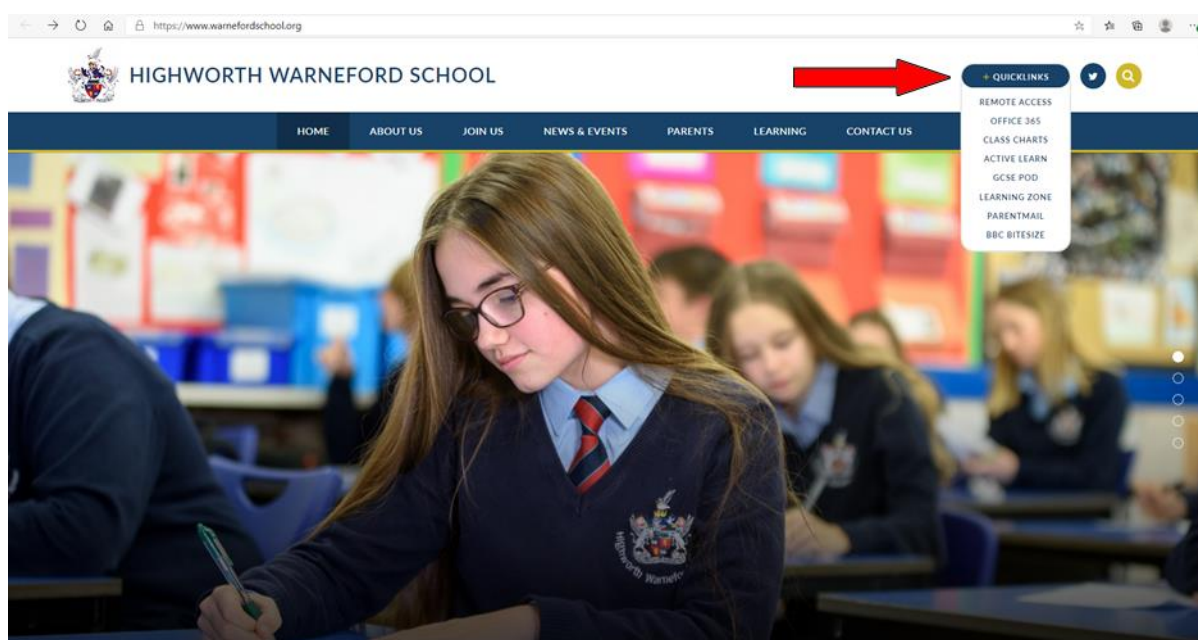 https://www.warnefordschool.org
HIGHWORTH WARNEFORD SCHOOL
+ QUICKLINKS
REMOTE ACCESS
OFFICE 365
CLASS CHARTS
ACTIVE LEARN
GCSE POD
LEARNING ZONE
PARENTMAIL
BBC BITESIZE
HOME ABOUT US JOIN US NEWS & EVENTS PARENTS LEARNING CONTACT US
Highworth Warneford